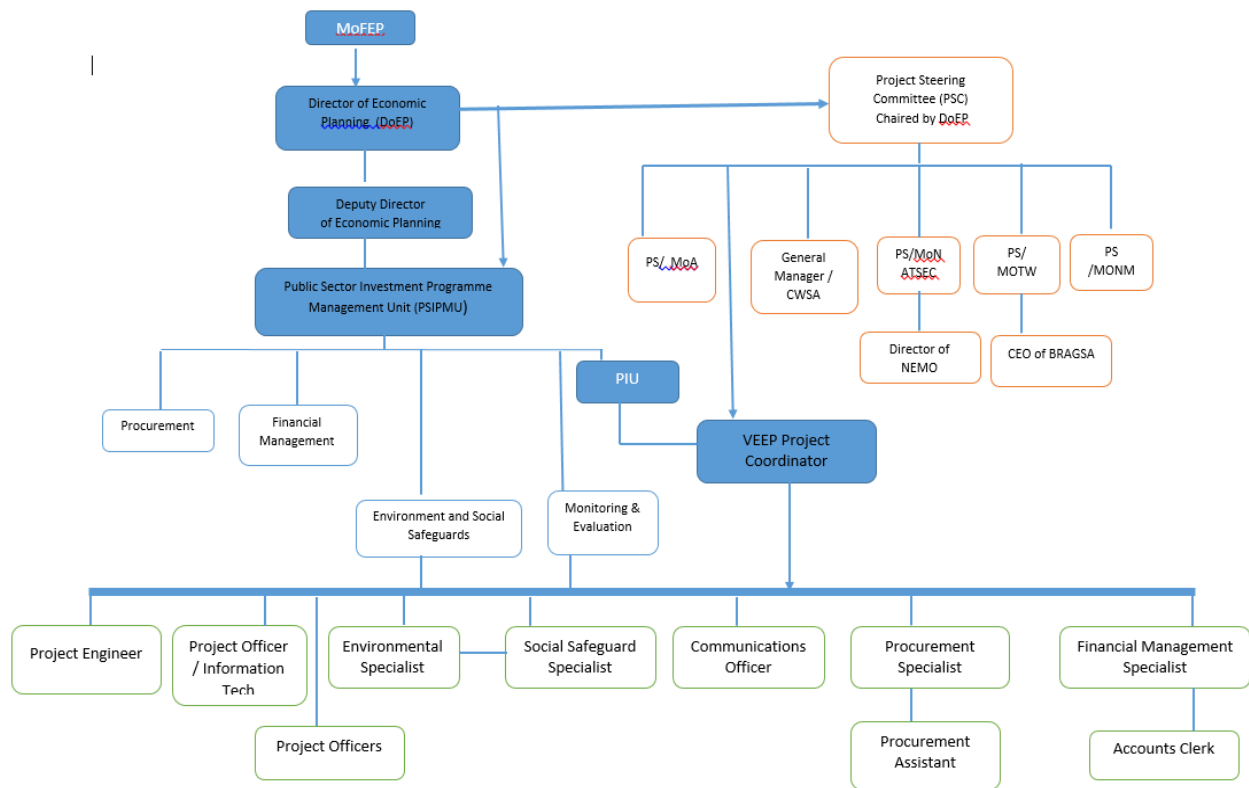 MoFEP
Director of Economic
Planning (DoEP)
Project Steering
Committee (PSC)
Chaired by DoEP
Deputy Director
of Economic Planning
PS/ MoA
General
Manager /
CWSA
PS/MoN
ATSEC
PS/
MOTW
PS
/MONM
Public Sector Investiment Programme
Management Unit (PSIPMU)
Director of
NEMO
CEO of BRAGSA
PIU
Procurement
Financial
Management
VEEP Project
Coordinator
Environment and Social
Safeguards
Monitoring &
Evaluation
Project Engineer
Project Officer
/ Information
Tech
Environmental
Specialist
Social Safeguard
Specialist
Communications
Officer
Procurement
Specialist
Financial Management
Specialist
Project Officers
Procurement
Assistant
Accounts Clerk